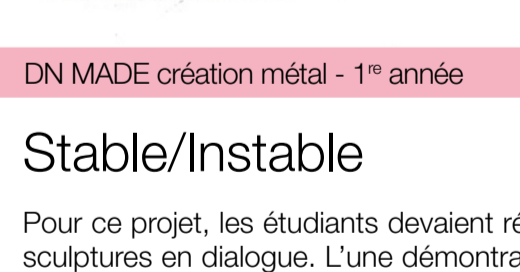 DN MADE création métal - 1re année
Stable/Instable
Pour ce projet, les étudiants devaient
sculptures en dialogue. L'une